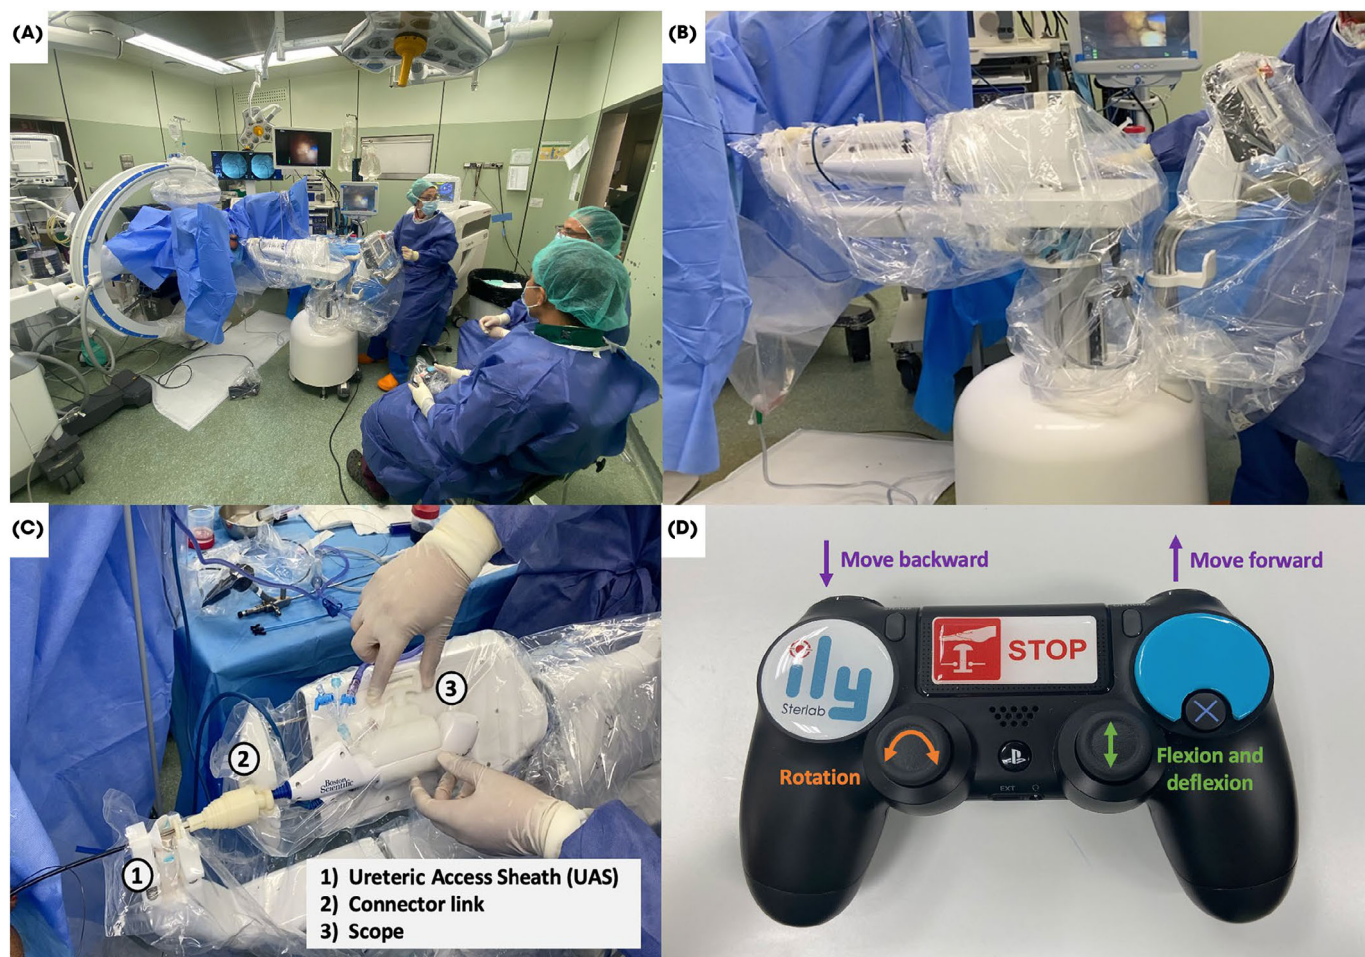 (A)
(B)
(C)
Boston
Scientific
1
2
3
1) Ureteric Access Sheath (UAS)
2) Connector link
3) Scope
(D)
Move backward
Move forward
ily
Sterlab
STOP
Rotation
Flexion and
deflexion
EXT